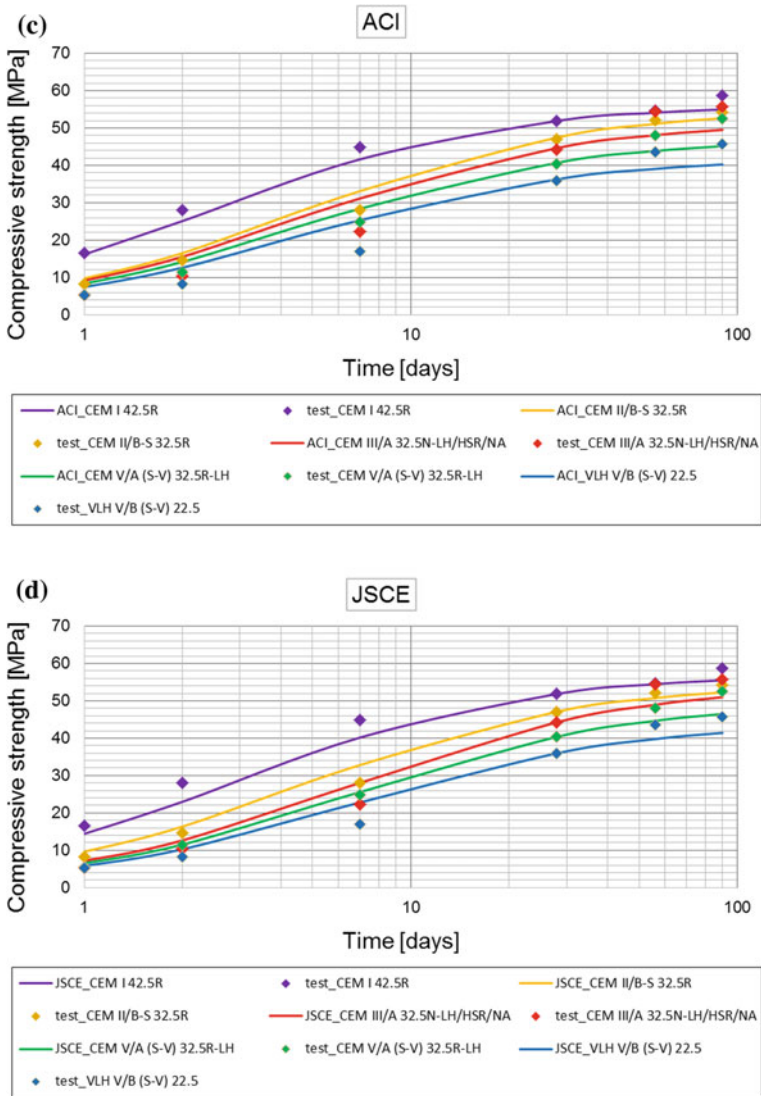 (c)
ACI
Compressive strength [MPa]
70
60
50
40
30
20
10
0
1
10
100
Time [days]
ACI_CEM I 42.5R
test_CEM I 42.5R
ACI_CEM II/B-S 32.5R
test_CEM II/B-S 32.5R
ACI_CEM III/A 32.5N-LH/HSR/NA
test_CEM III/A 32.5N-LH/HSR/NA
ACI_CEM V/A (S-V) 32.5R-LH
test_CEM V/A (S-V) 32.5R-LH
ACI_VLH V/B (S-V) 22.5
test_VLH V/B (S-V) 22.5
(d)
JSCE
Compressive strength [MPa]
70
60
50
40
30
20
10
0
1
10
100
Time [days]
JSCE_CEM I 42.5R
test_CEM I 42.5R
JSCE_CEM II/B-S 32.5R
test_CEM II/B-S 32.5R
JSCE_CEM III/A 32.5N-LH/HSR/NA
test_CEM III/A 32.5N-LH/HSR/NA
JSCE_CEM V/A (S-V) 32.5R-LH
test_CEM V/A (S-V) 32.5R-LH
JSCE_VLH V/B (S-V) 22.5
test_VLH V/B (S-V) 22.5